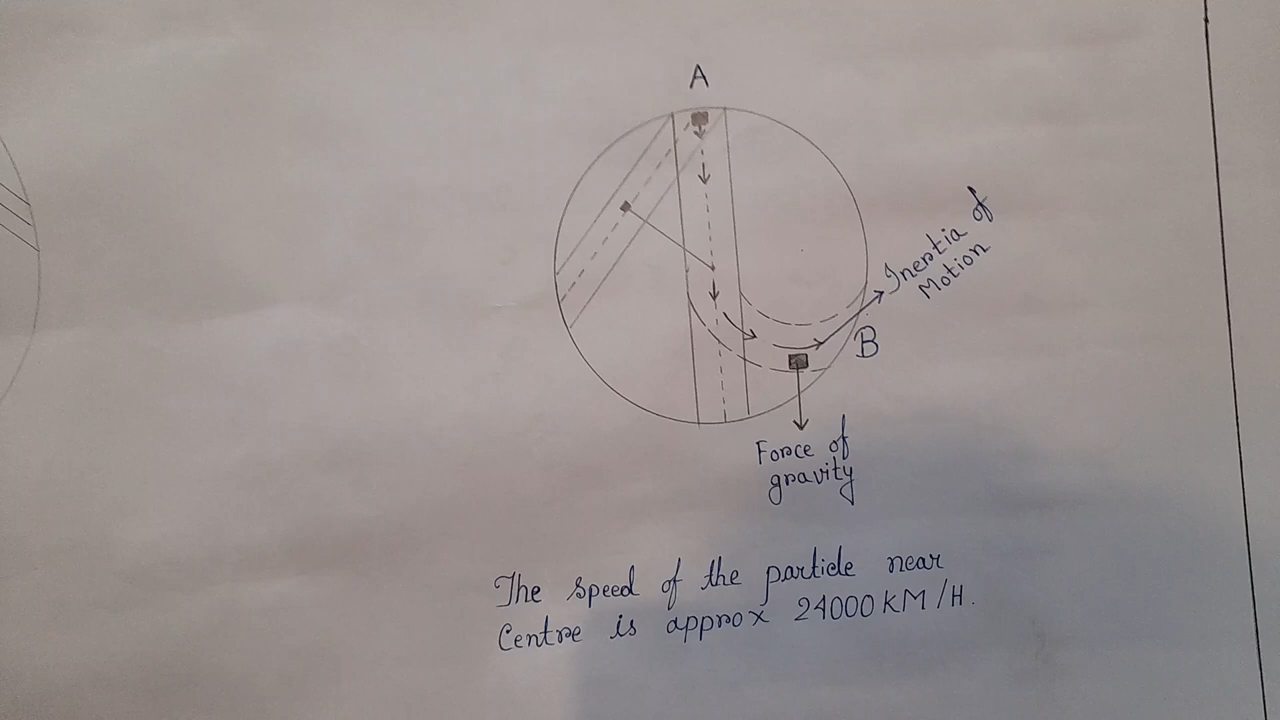 A
Inertia of
Motion
B
Force of
gravity
The speed of the particle near
Centre is approx 24000 KM/H.